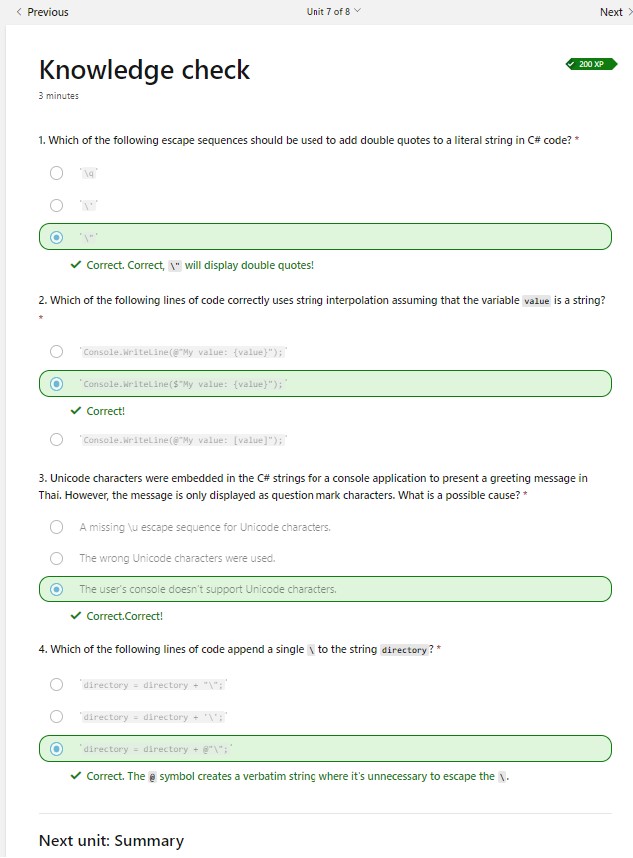 Previous
Unit 7 of 8
Next
Knowledge check
200 XP
3 minutes
1. Which of the following escape sequences should be used to add double quotes to a literal string in C# code? *
`\q`
`\'`
`\"`
Correct. Correct, \" will display double quotes!
2. Which of the following lines of code correctly uses string interpolation assuming that the variable value is a string?
*
`Console.WriteLine(@"My value: {value}");`
`Console.WriteLine($"My value: {value}");`
Correct!
`Console.WriteLine(@"My value: [value]");`
3. Unicode characters were embedded in the C# strings for a console application to present a greeting message in
Thai. However, the message is only displayed as question mark characters. What is a possible cause? *
A missing \u escape sequence for Unicode characters.
The wrong Unicode characters were used.
The user's console doesn't support Unicode characters.
Correct.Correct!
4. Which of the following lines of code append a single \ to the string directory? *
`directory = directory + "\";`
`directory = directory + '\';`
`directory = directory + @"\";`
Correct. The @ symbol creates a verbatim string where it's unnecessary to escape the \.
Next unit: Summary